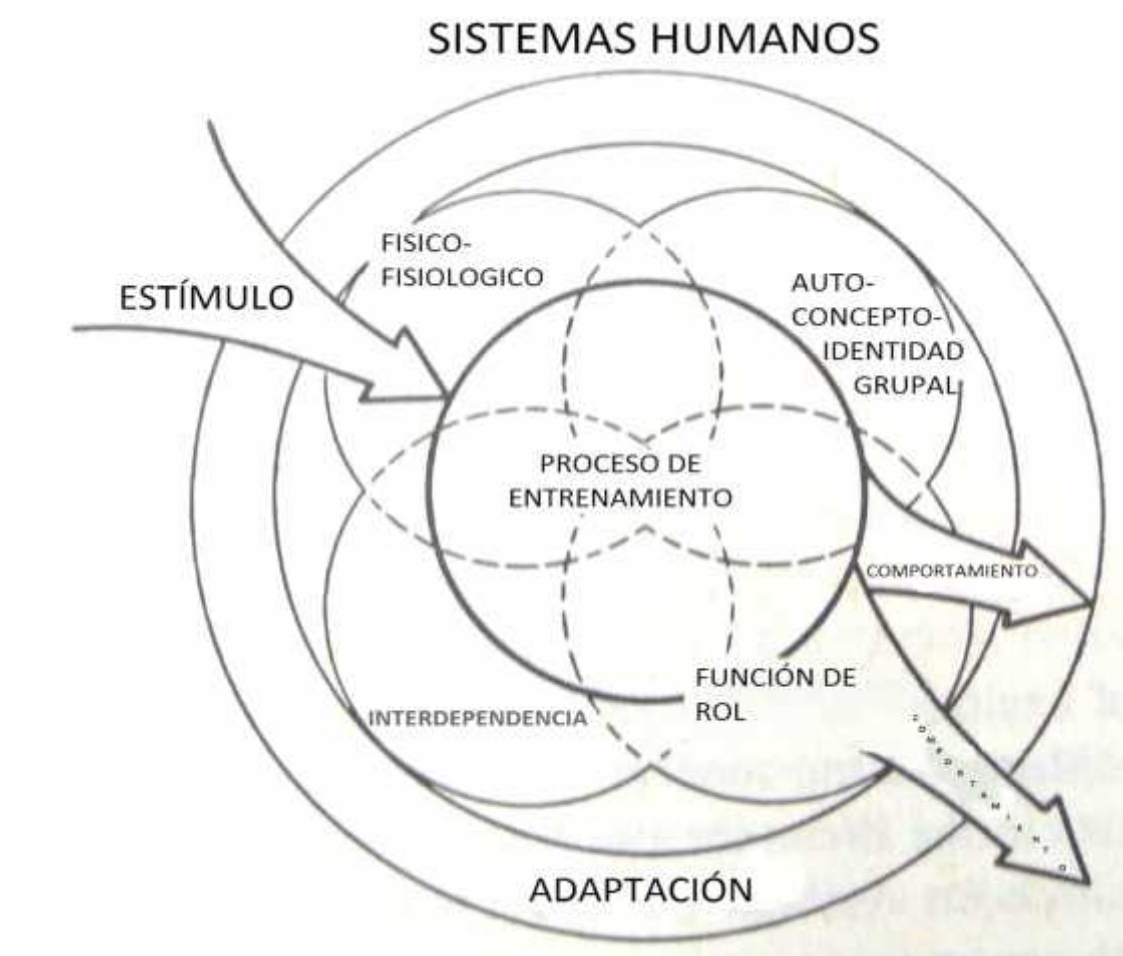 SISTEMAS HUMANOS
FISICO-
FISIOLOGICO
ESTÍMULO
AUTO-
CONCEPTO-
IDENTIDAD
GRUPAL
PROCESO DE
ENTRENAMIENTO
COMPORTAMIENTO
FUNCIÓN DE
ROL
INTERDEPENDENCIA
ADAPTACIÓN